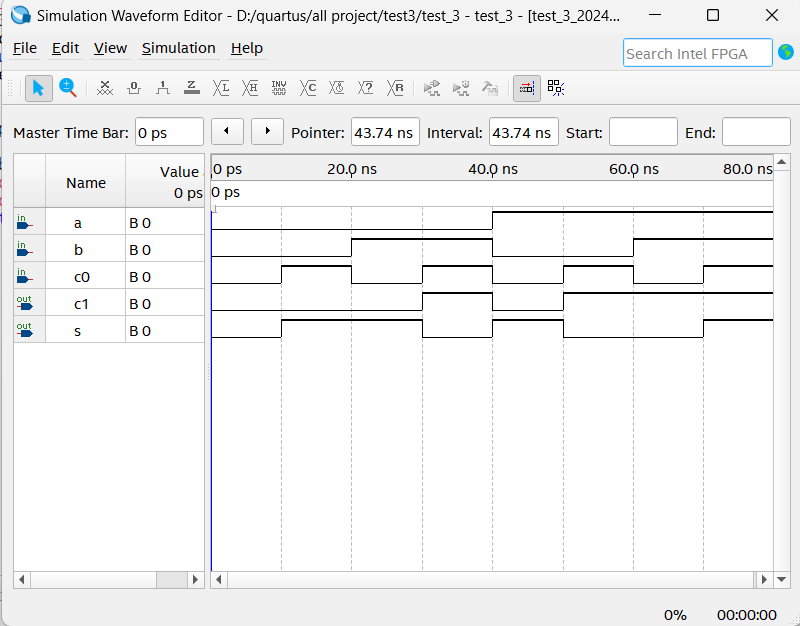 Simulation Waveform Editor - D:/quartus/all project/test3/test_3 - test_3 - [test_3_2024...
File Edit View Simulation Help
Search Intel FPGA
Master Time Bar: 0 ps Pointer: 43.74 ns Interval: 43.74 ns Start: End:
Name
Value
0 ps
0 ps 20.0 ns 40.0 ns 60.0 ns 80.0 ns
0 ps
in a B 0
in b B 0
in c0 B 0
out c1 B 0
out s B 0
0% 00:00:00